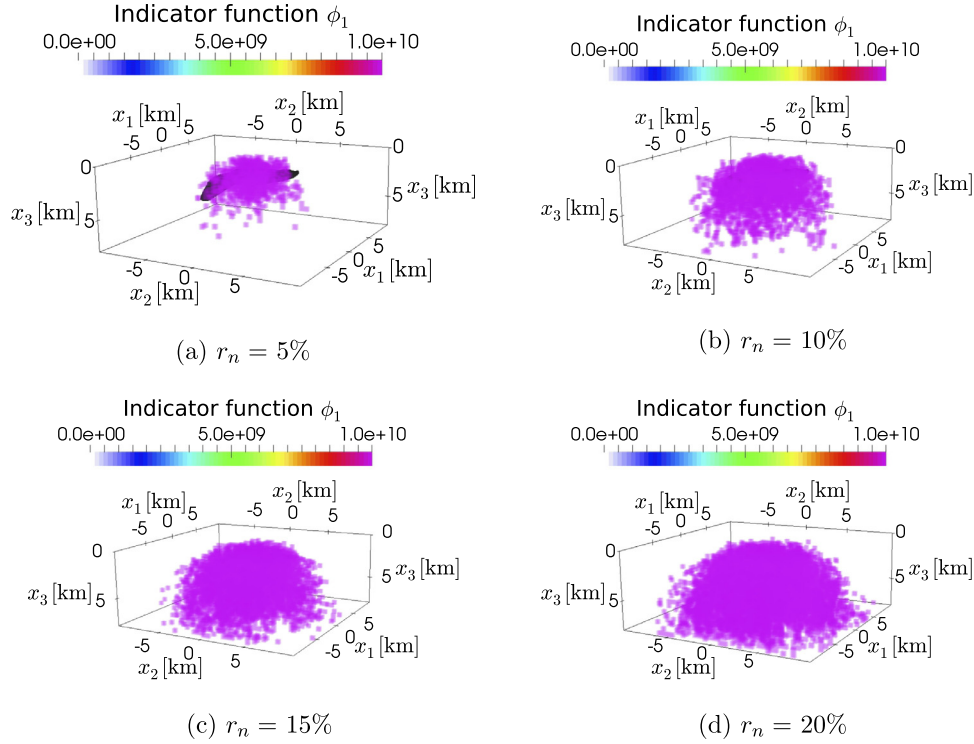 Indicator function ϕ₁
0.0e+00 5.0e+09 1.0e+10
x₂ [km]
x₁ [km]
-5 0 5
-5 0 5
0
0
5
x₃ [km]
x₃ [km]
5
5
0
-5
x₁ [km]
-5 0 5
x₂ [km]
(a) rₙ = 5%
Indicator function ϕ₁
0.0e+00 5.0e+09 1.0e+10
x₂ [km]
x₁ [km]
-5 0 5
-5 0 5
0
0
5
x₃ [km]
x₃ [km]
5
5
0
-5
x₁ [km]
-5 0 5
x₂ [km]
(b) rₙ = 10%
Indicator function ϕ₁
0.0e+00 5.0e+09 1.0e+10
x₂ [km]
x₁ [km]
-5 0 5
-5 0 5
0
0
5
x₃ [km]
x₃ [km]
5
5
0
-5
x₁ [km]
-5 0 5
x₂ [km]
(c) rₙ = 15%
Indicator function ϕ₁
0.0e+00 5.0e+09 1.0e+10
x₂ [km]
x₁ [km]
-5 0 5
-5 0 5
0
0
5
x₃ [km]
x₃ [km]
5
5
0
-5
x₁ [km]
-5 0 5
x₂ [km]
(d) rₙ = 20%